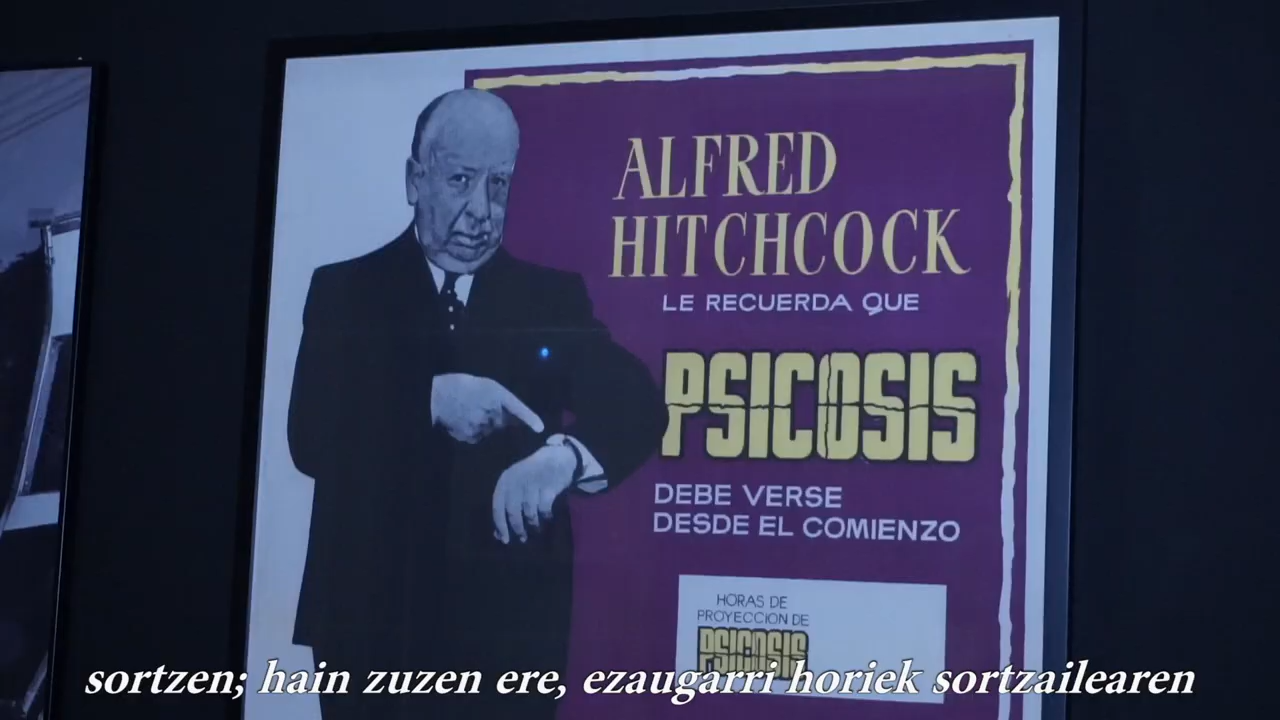 ALFRED
HITCHCOCK
LE RECUERDA QUE
PSICOSIS
DEBE VERSE
DESDE EL COMIENZO
HORAS DE
PROYECCION DE
PSICOSIS
sortzen; hain zuzen ere, ezaugarri horiek sortzailearen